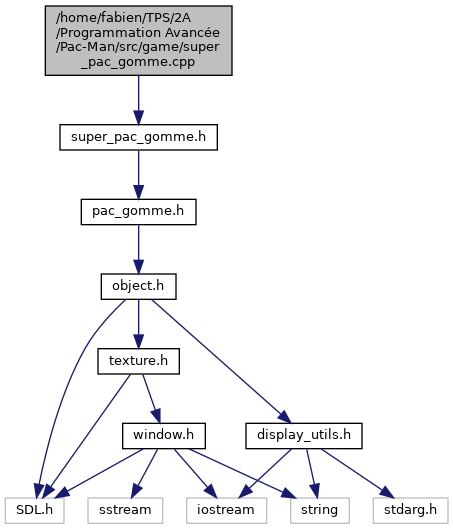 /home/fabien/TPS/2A
/Programmation Avancée
/Pac-Man/src/game/super
_pac_gomme.cpp
super_pac_gomme.h
pac_gomme.h
object.h
texture.h
window.h
display_utils.h
SDL.h
sstream
iostream
string
stdarg.h